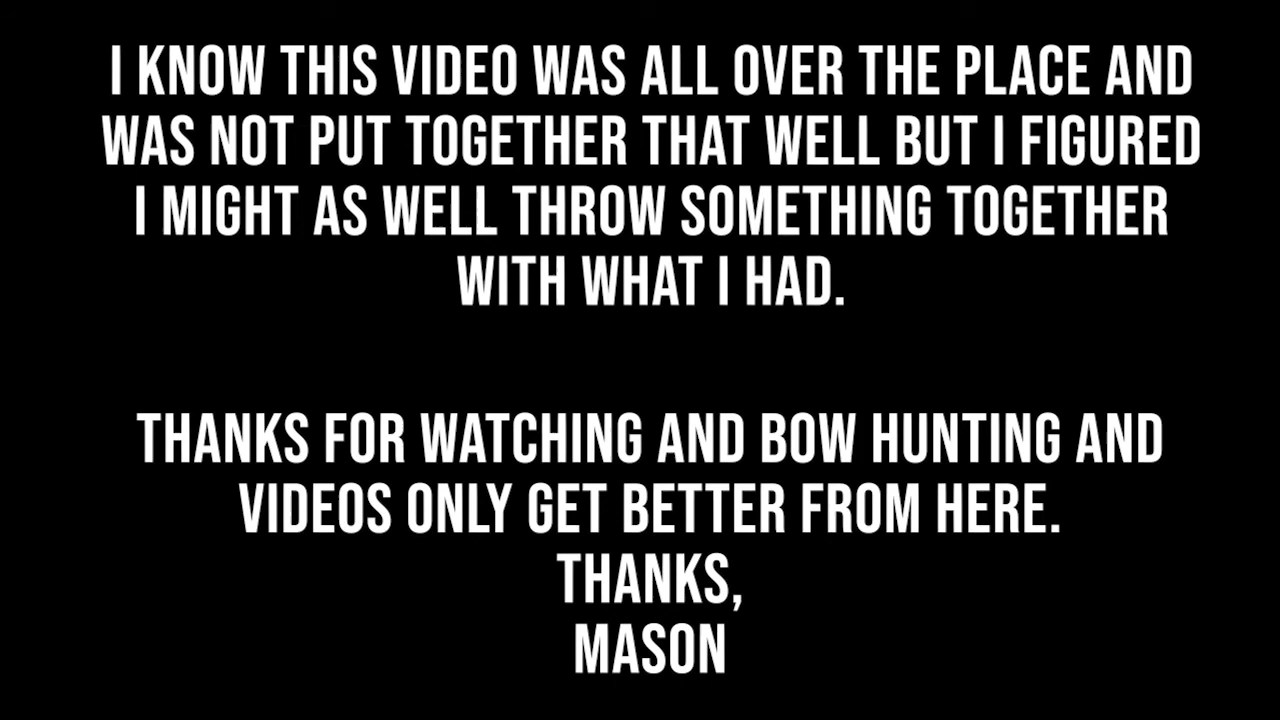 I KNOW THIS VIDEO WAS ALL OVER THE PLACE AND
WAS NOT PUT TOGETHER THAT WELL BUT I FIGURED
I MIGHT AS WELL THROW SOMETHING TOGETHER
WITH WHAT I HAD.
THANKS FOR WATCHING AND BOW HUNTING AND
VIDEOS ONLY GET BETTER FROM HERE.
THANKS,
MASON